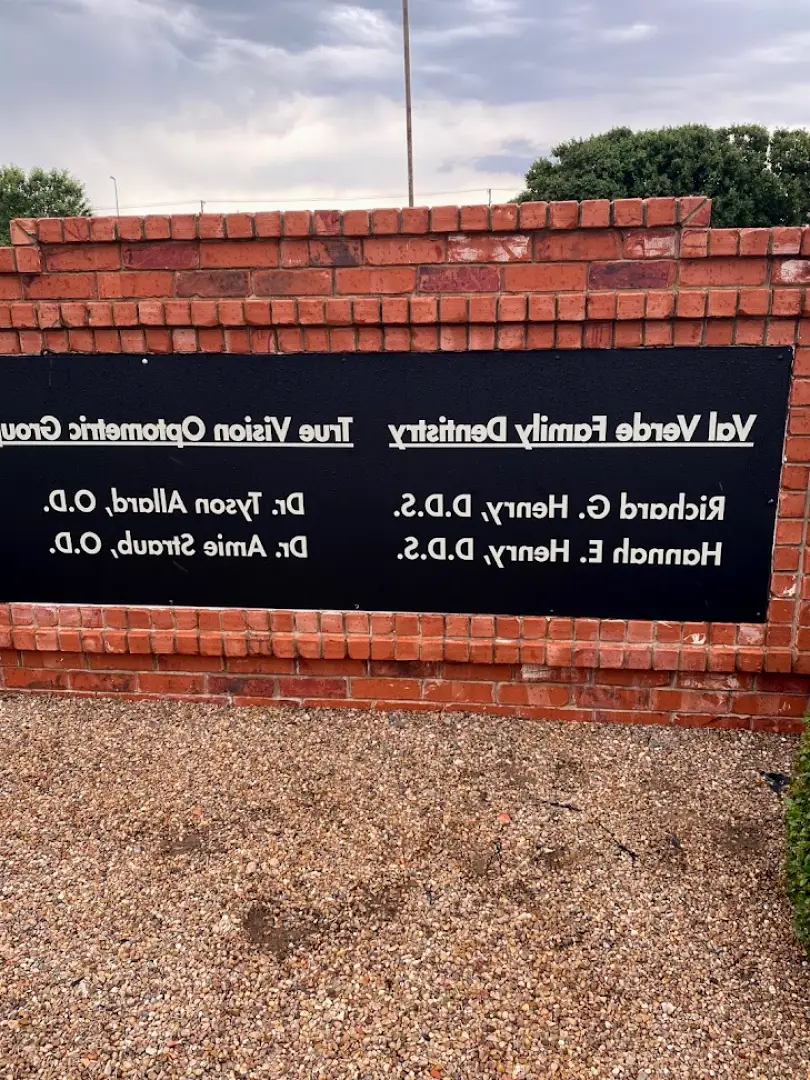 Val Verde Family Dentistry
Richard G. Henry, D.D.S.
Hannah E. Henry, D.D.S.
True Vision Optometric Grou
Dr. Tyson Allard, O.D.
Dr. Amie Straub, O.D.